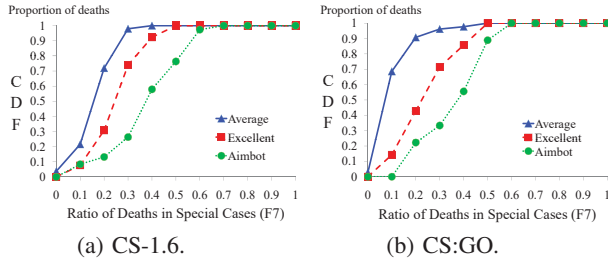 Proportion of deaths
1
0.9
0.8
0.7
0.6
0.5
0.4
0.3
0.2
0.1
0
C
D
F
Average
Excellent
Aimbot
0 0.1 0.2 0.3 0.4 0.5 0.6 0.7 0.8 0.9 1
Ratio of Deaths in Special Cases (F7)
(a) CS-1.6.
Proportion of deaths
1
0.9
0.8
0.7
0.6
0.5
0.4
0.3
0.2
0.1
0
C
D
F
Average
Excellent
Aimbot
0 0.1 0.2 0.3 0.4 0.5 0.6 0.7 0.8 0.9 1
Ratio of Deaths in Special Cases (F7)
(b) CS:GO.